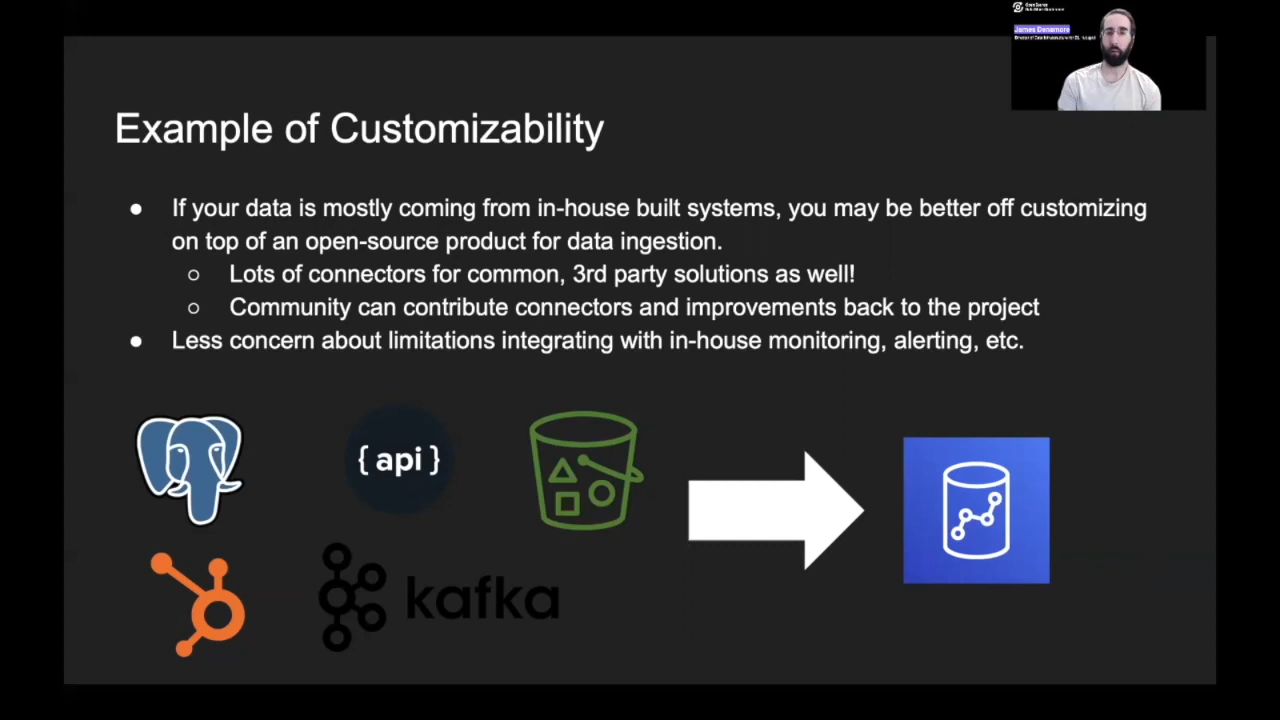 James Densmore
Example of Customizability
● If your data is mostly coming from in-house built systems, you may be better off customizing
on top of an open-source product for data ingestion.
○ Lots of connectors for common, 3rd party solutions as well!
○ Community can contribute connectors and improvements back to the project
● Less concern about limitations integrating with in-house monitoring, alerting, etc.
{ api }
kafka